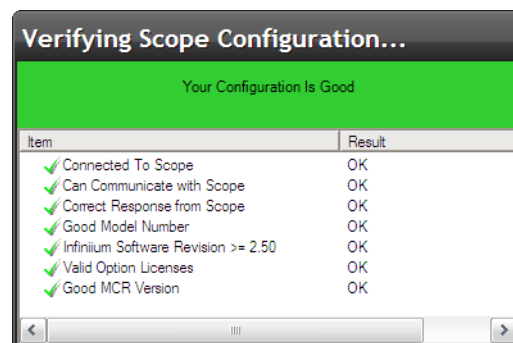 Verifying Scope Configuration...
Your Configuration Is Good
Item Result
Connected To Scope OK
Can Communicate with Scope OK
Correct Response from Scope OK
Good Model Number OK
Infiniium Software Revision >= 2.50 OK
Valid Option Licenses OK
Good MCR Version OK